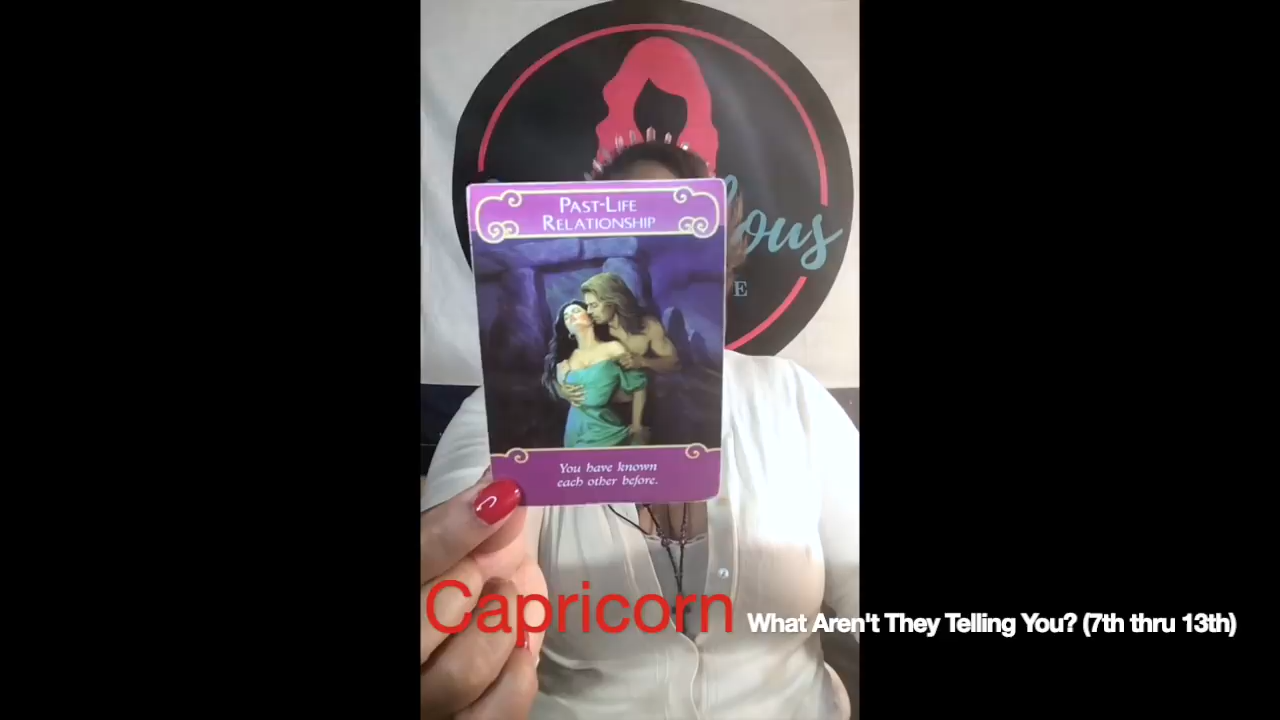 Past-Life
Relationship
You have known
each other before.
Capricorn What Aren't They Telling You? (7th thru 13th)